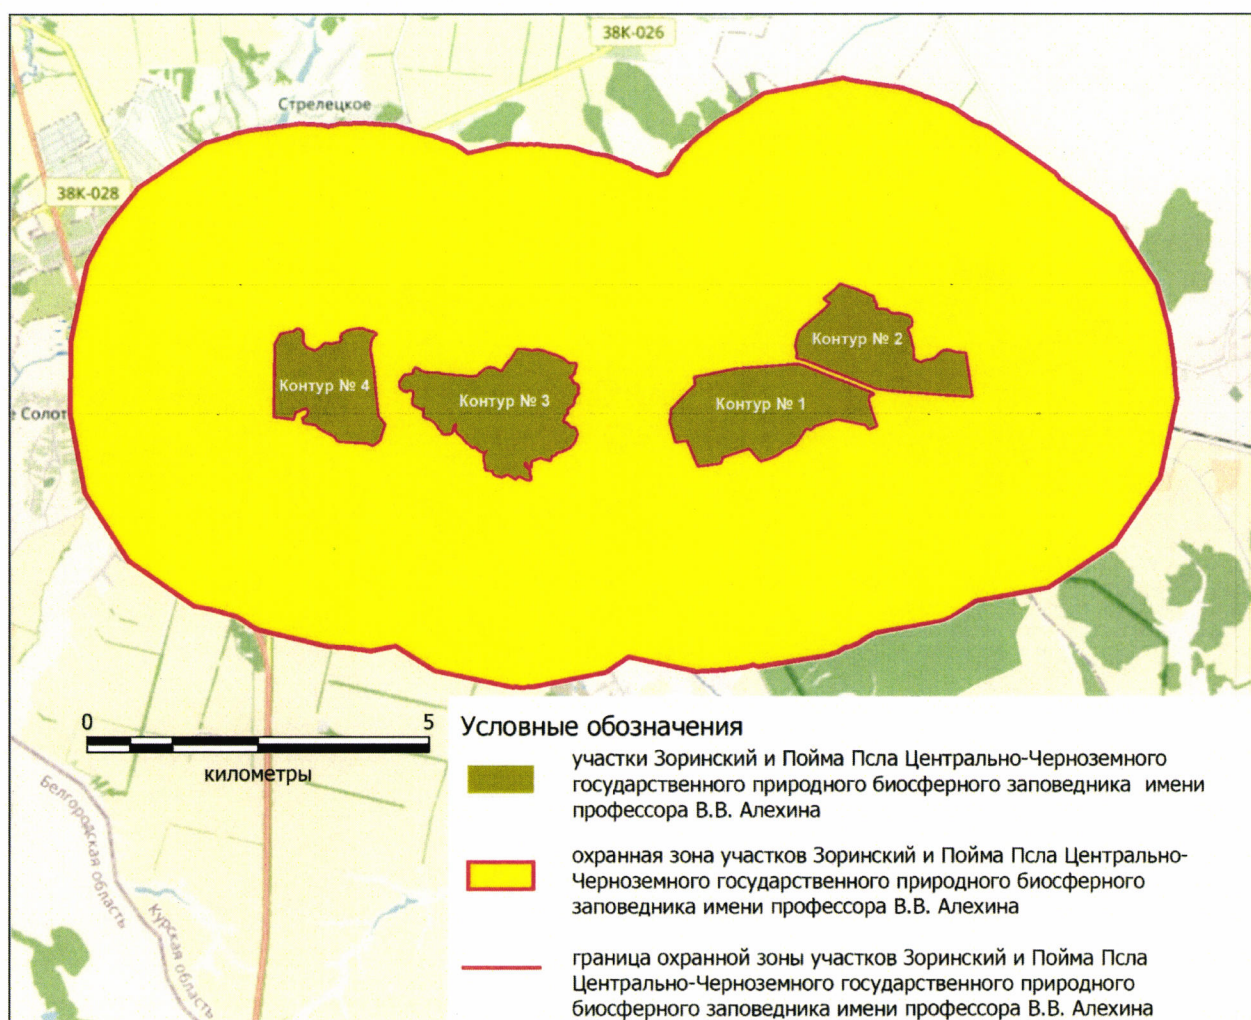 38К-026
Стрелецкое
38К-028
Контур № 2
Контур № 4
Контур № 3
Контур № 1
е Солот
0 5
километры
Белгородская область
Курская область
Условные обозначения
участки Зоринский и Пойма Псла Центрально-Черноземного
государственного природного биосферного заповедника имени
профессора В.В. Алехина
охранная зона участков Зоринский и Пойма Псла Центрально-
Черноземного государственного природного биосферного
заповедника имени профессора В.В. Алехина
граница охранной зоны участков Зоринский и Пойма Псла
Центрально-Черноземного государственного природного
биосферного заповедника имени профессора В.В. Алехина